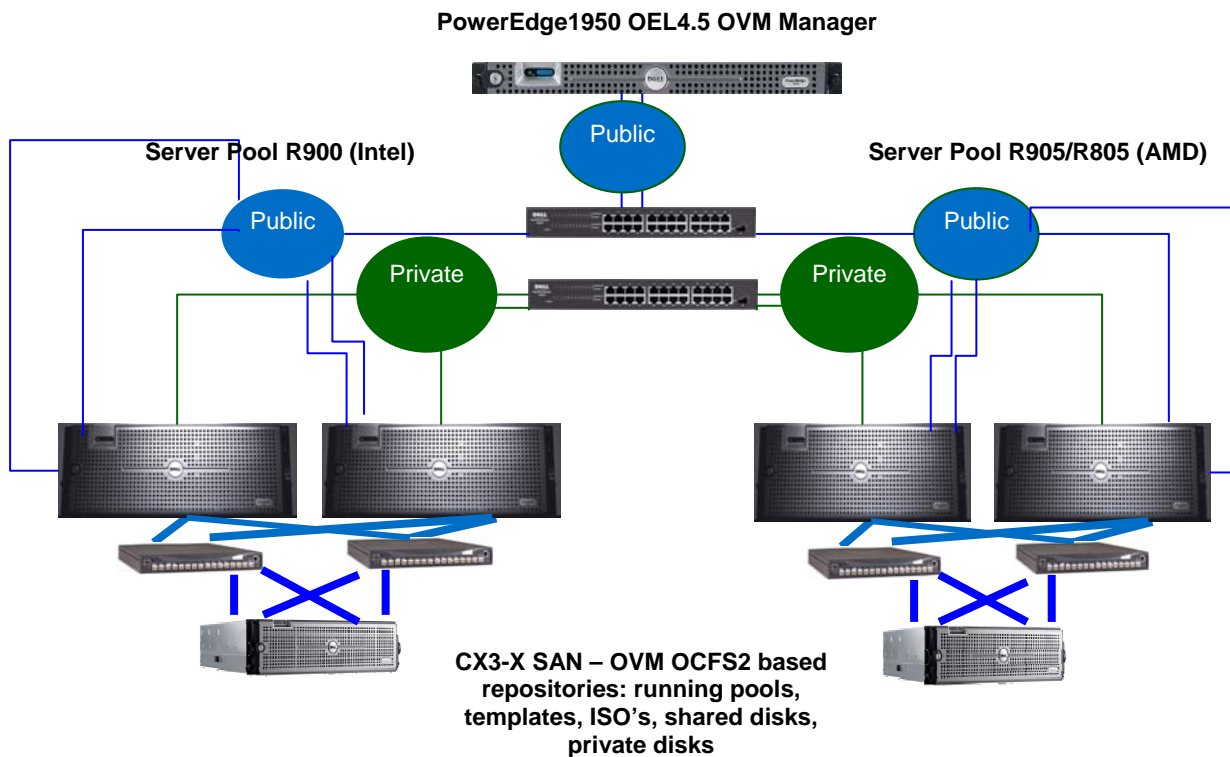 PowerEdge1950 OEL4.5 OVM Manager
Public
Server Pool R900 (Intel)
Server Pool R905/R805 (AMD)
Public
Public
Private
Private
CX3-X SAN – OVM OCFS2 based
repositories: running pools,
templates, ISO’s, shared disks,
private disks